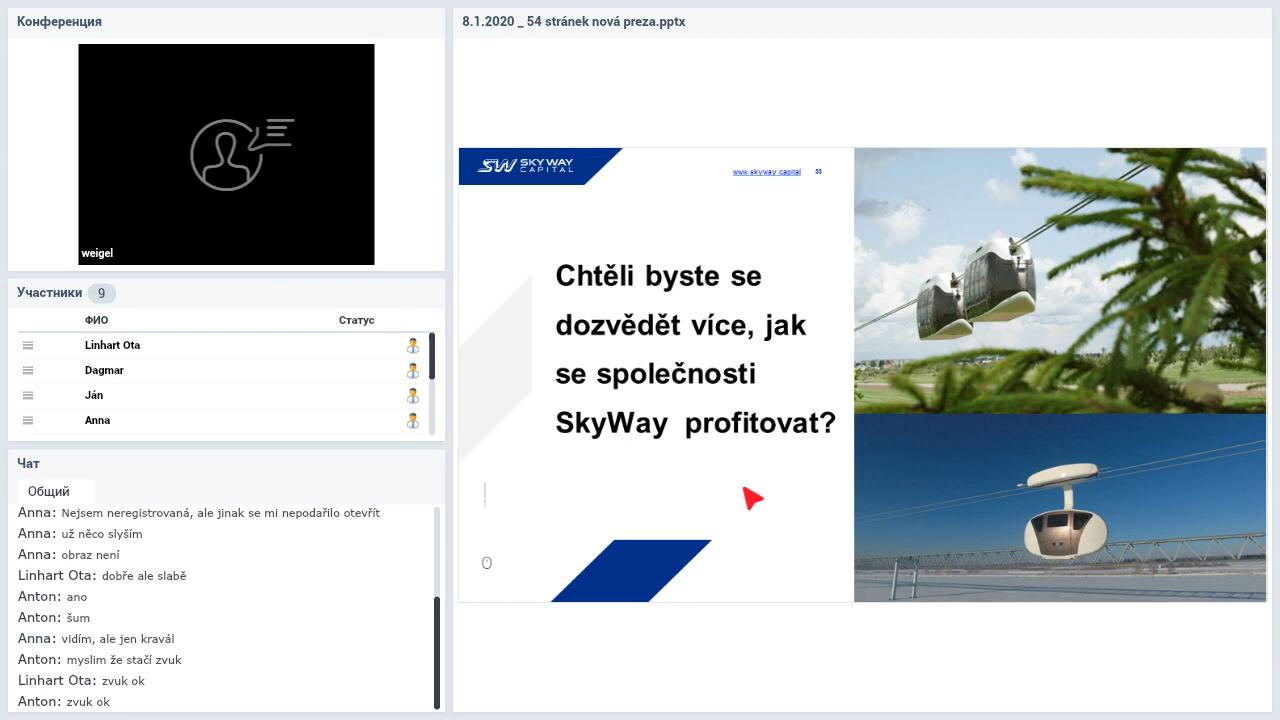 Конференция
weigel
Участники 9
ФИО Статус
Linhart Ota
Dagmar
Ján
Anna
Чат
Общий
Anna: Nejsem neregistrovaná, ale jinak se mi nepodařilo otevřít
Anna: už něco slyším
Anna: obraz není
Linhart Ota: dobře ale slabě
Anton: ano
Anton: šum
Anna: vidím, ale jen kravál
Anton: myslim že stačí zvuk
Linhart Ota: zvuk ok
Anton: zvuk ok
8.1.2020 _ 54 stránek nová preza.pptx
SW SKY WAY
CAPITAL
www.skyway.capital 55
Chtěli byste se
dozvědět více, jak
se společnosti
SkyWay profitovat?